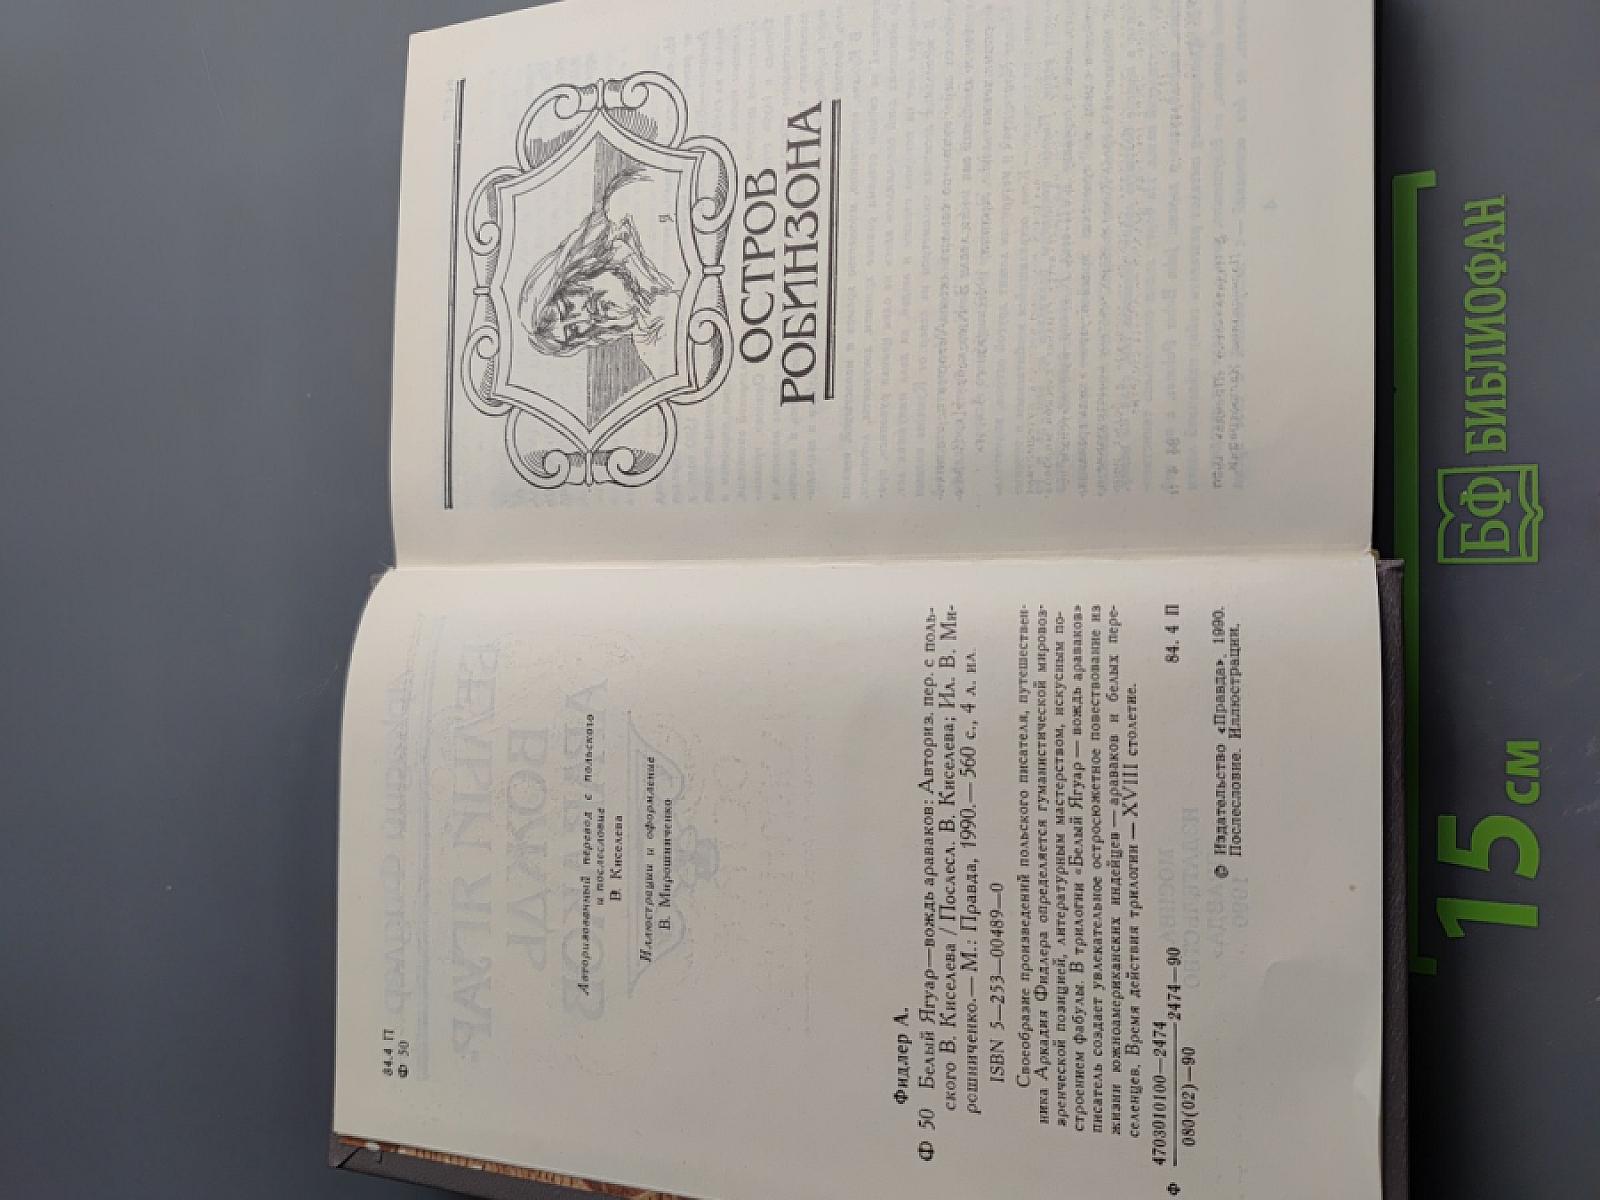 84.4 П
Ф 50
Авторизованный перевод с польского
и послесловие
В. Киселева
Иллюстрации и оформление
В. Мирошниченко
Фидлер А.
Ф 50 Белый Ягуар—вождь араваков: Авториз. пер. с поль-
ского В. Киселева / Послесл. В. Киселева; Ил. В. Ми-
рошниченко.— М.: Правда, 1990.— 560 с., 4 л. ил.
ISBN 5—253—00489—0
Своеобразие произведений польского писателя, путешествен-
ника Аркадия Фидлера определяется гуманистической мировоз-
зренческой позицией, литературным мастерством, искусным по-
строением фабулы. В трилогии «Белый Ягуар — вождь араваков»
писатель создает увлекательное остросюжетное повествование из
жизни южноамериканских индейцев — араваков и белых пере-
селенцев. Время действия трилогии — XVIII столетие.
Ф 4703010100—2474
080(02)—90 2474—90
84. 4 П
© Издательство «Правда», 1990.
Послесловие. Иллюстрации.
ОСТРОВ
РОБИНЗОНА
15 см
БФ БИБЛИОФАН